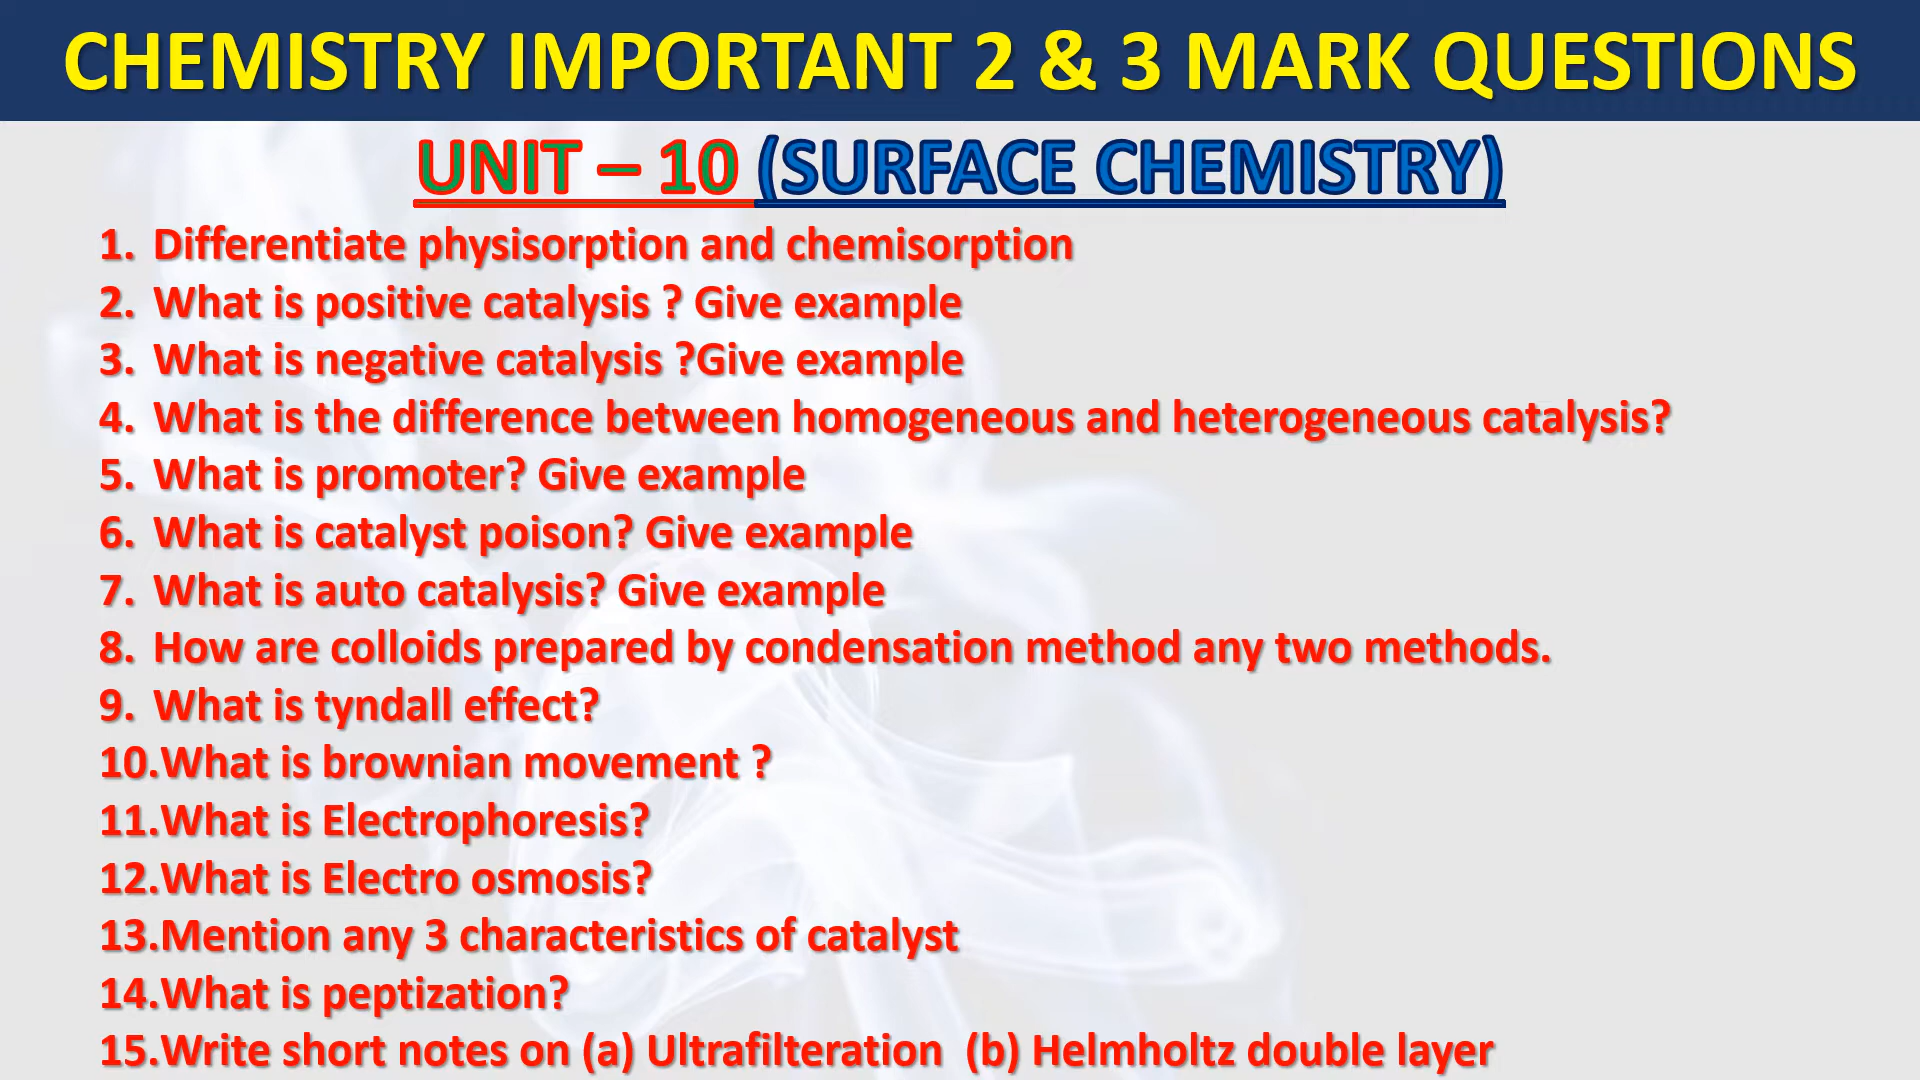 CHEMISTRY IMPORTANT 2 & 3 MARK QUESTIONS
UNIT – 10 (SURFACE CHEMISTRY)
1. Differentiate physisorption and chemisorption
2. What is positive catalysis ? Give example
3. What is negative catalysis ?Give example
4. What is the difference between homogeneous and heterogeneous catalysis?
5. What is promoter? Give example
6. What is catalyst poison? Give example
7. What is auto catalysis? Give example
8. How are colloids prepared by condensation method any two methods.
9. What is tyndall effect?
10.What is brownian movement ?
11.What is Electrophoresis?
12.What is Electro osmosis?
13.Mention any 3 characteristics of catalyst
14.What is peptization?
15.Write short notes on (a) Ultrafilteration (b) Helmholtz double layer